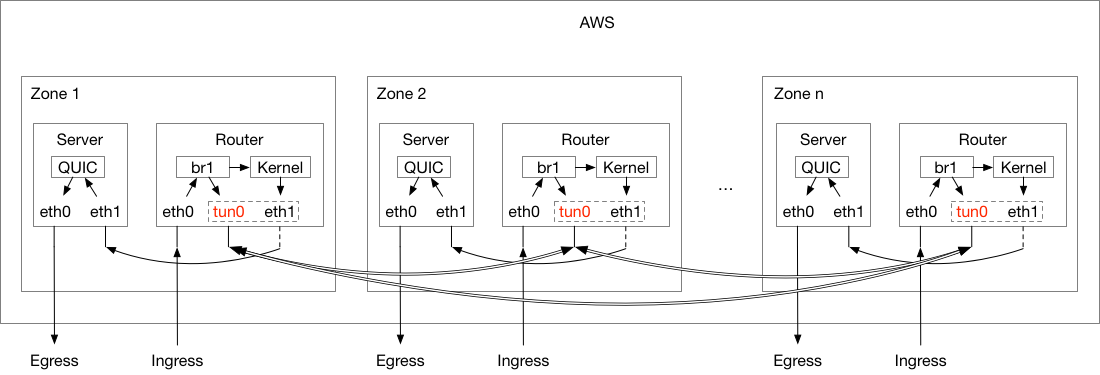 AWS
Zone 1
Zone 2
Zone n
Server
Router
Server
Router
Server
Router
QUIC
br1
Kernel
QUIC
br1
Kernel
QUIC
br1
Kernel
...
eth0
eth1
eth0
tun0
eth1
eth0
eth1
eth0
tun0
eth1
eth0
eth1
eth0
tun0
eth1
Egress
Ingress
Egress
Ingress
Egress
Ingress